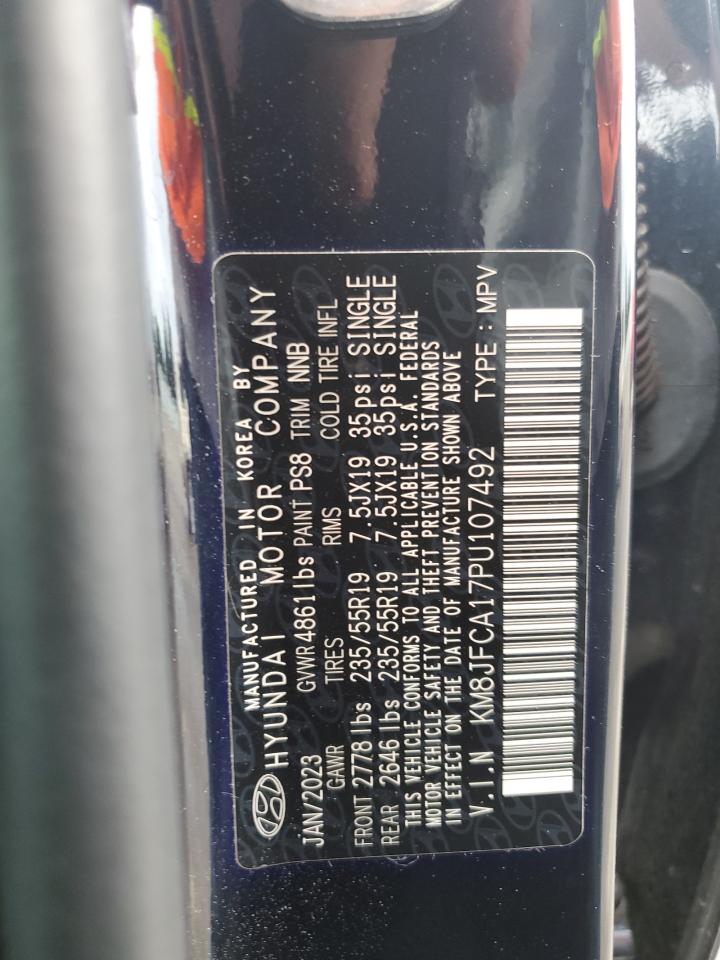 MANUFACTURED IN KOREA BY
HYUNDAI MOTOR COMPANY
JAN/2023 GVWR 4861lbs PAINT PS8 TRIM NNB
GAWR TIRES RIMS COLD TIRE INFL
FRONT 2778lbs 235/55R19 7.5JX19 35psi SINGLE
REAR 2646lbs 235/55R19 7.5JX19 35psi SINGLE
THIS VEHICLE CONFORMS TO ALL APPLICABLE U.S.A. FEDERAL
MOTOR VEHICLE SAFETY AND THEFT PREVENTION STANDARDS
IN EFFECT ON THE DATE OF MANUFACTURE SHOWN ABOVE
V.I.N KM8JFCA17PU107492 TYPE : MPV